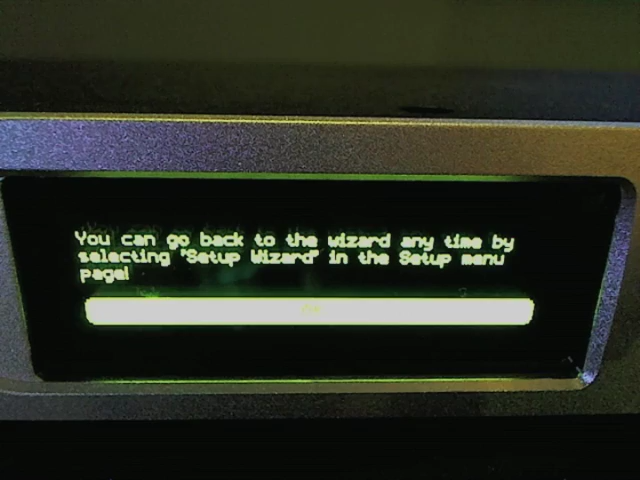 You can go back to the wizard any time by
selecting "Setup Wizard" in the Setup menu
page!